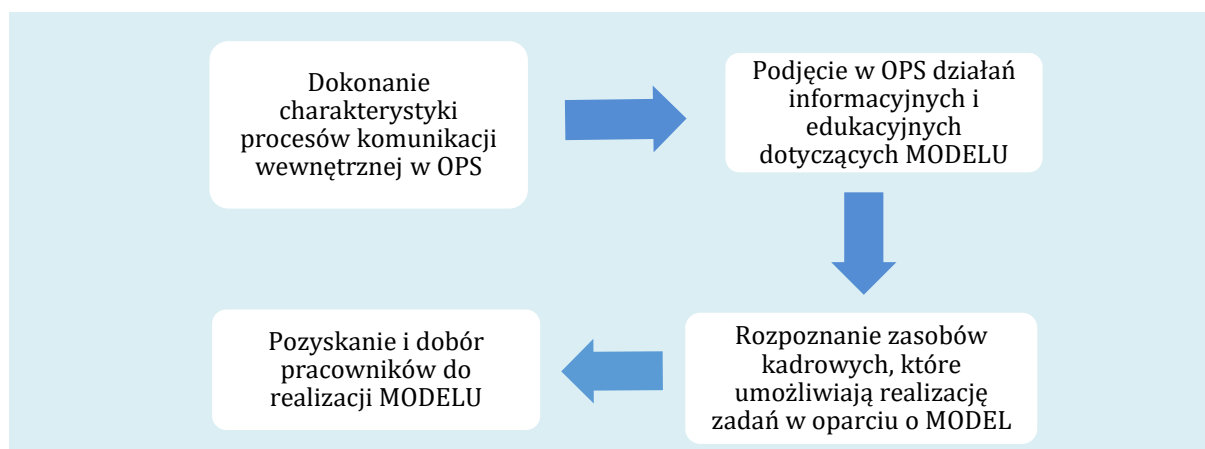 Dokonanie
charakterystyki
procesów komunikacji
wewnętrznej w OPS
Podjęcie w OPS działań
informacyjnych i
edukacyjnych
dotyczących MODELU
Rozpoznanie zasobów
kadrowych, które
umożliwiają realizację
zadań w oparciu o MODEL
Pozyskanie i dobór
pracowników do
realizacji MODELU